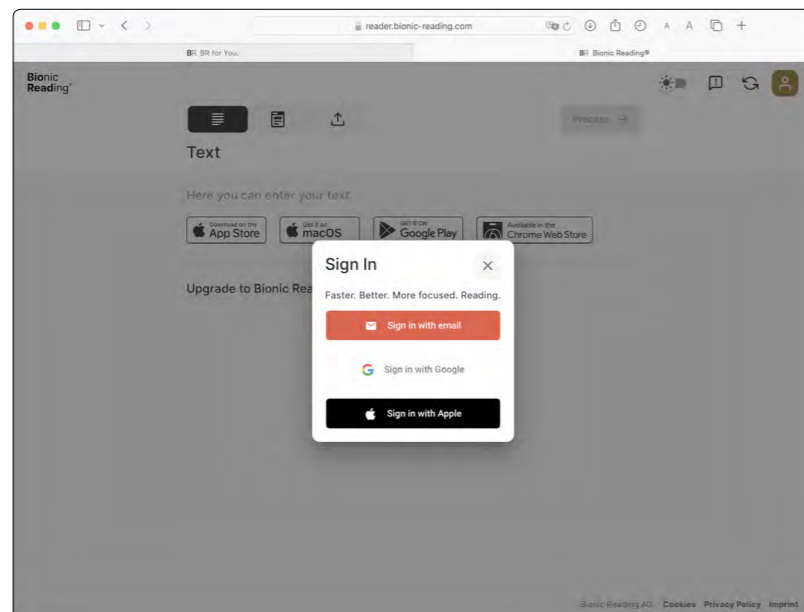 reader.bionic-reading.com
BR BR for You.
BR Bionic Reading®
Bionic
Reading®
Process
Text
Here you can enter your text.
Download on the
App Store
Get it on
macOS
GET IT ON
Google Play
Available in the
Chrome Web Store
Sign In
Upgrade to Bionic Rea
Faster. Better. More focused. Reading.
Sign in with email
Sign in with Google
Sign in with Apple
Bionic Reading AG Cookies Privacy Policy Imprint